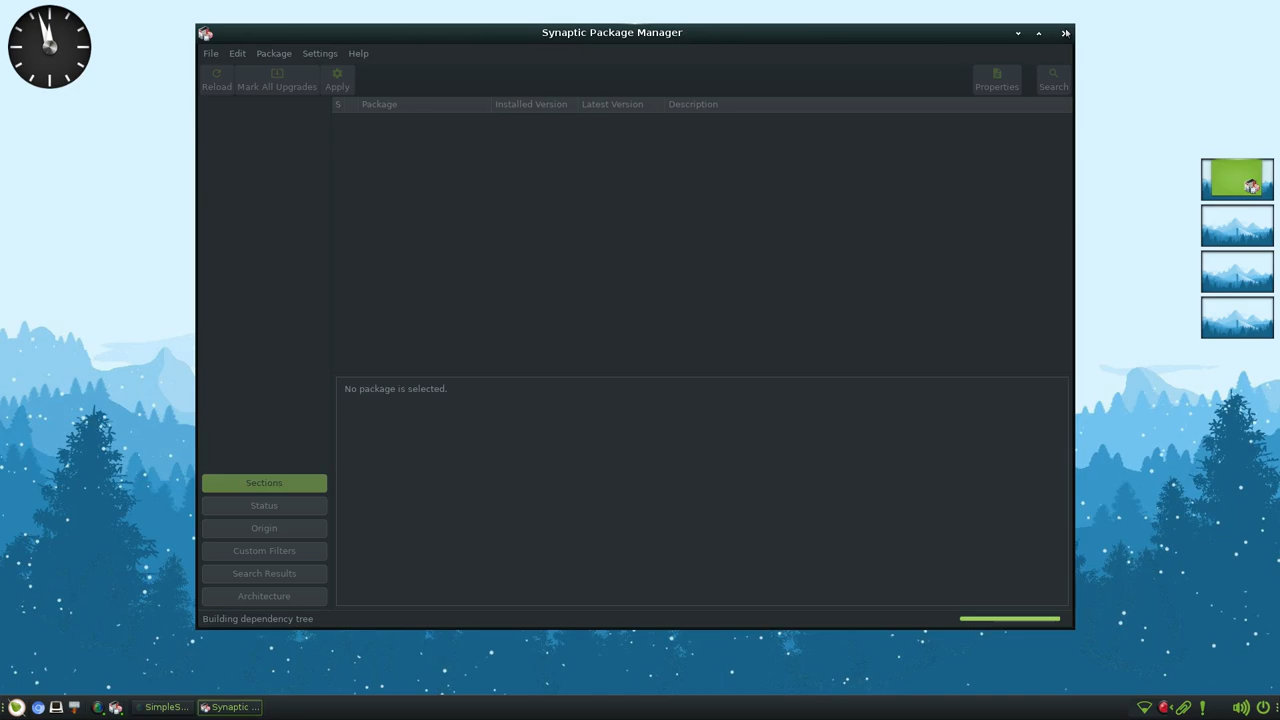 Synaptic Package Manager
File Edit Package Settings Help
Reload Mark All Upgrades Apply Properties Search
S Package Installed Version Latest Version Description
No package is selected.
Sections
Status
Origin
Custom Filters
Search Results
Architecture
Building dependency tree
SimpleS... Synaptic ...